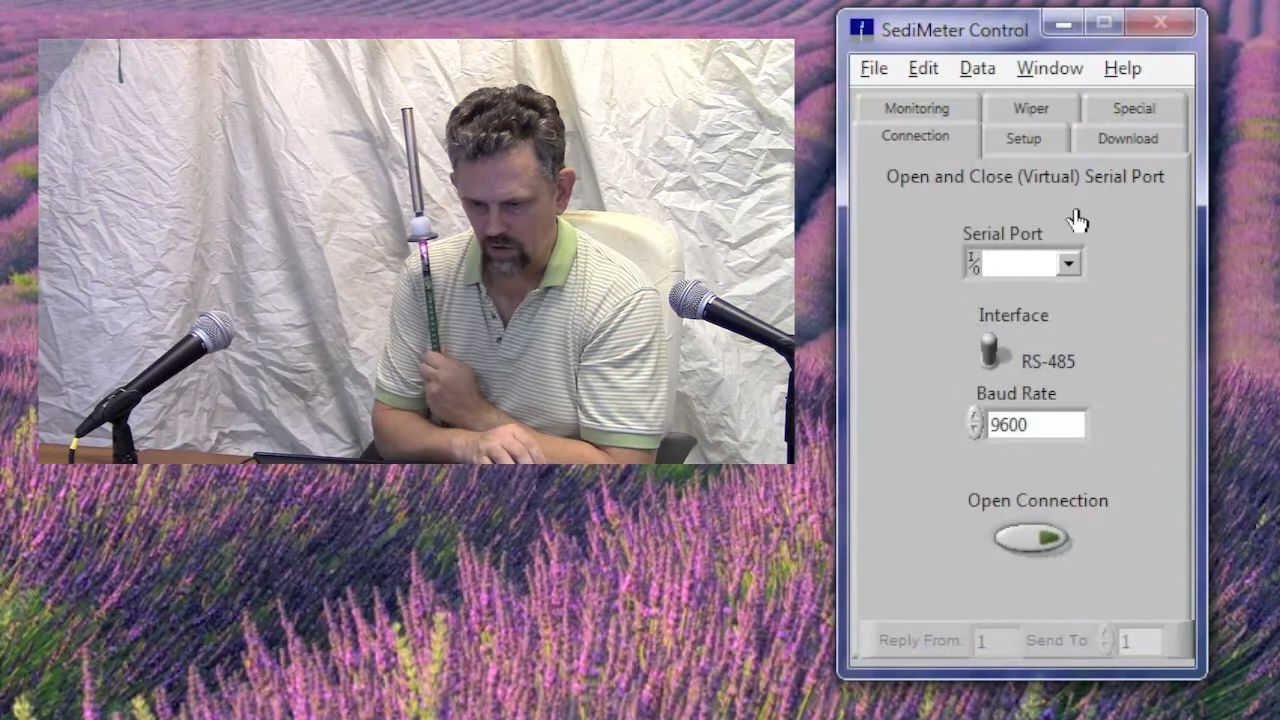 SediMeter Control
File Edit Data Window Help
Monitoring Wiper Special
Connection Setup Download
Open and Close (Virtual) Serial Port
Serial Port
I/O
Interface
RS-485
Baud Rate
9600
Open Connection
Reply From: 1 Send To 1